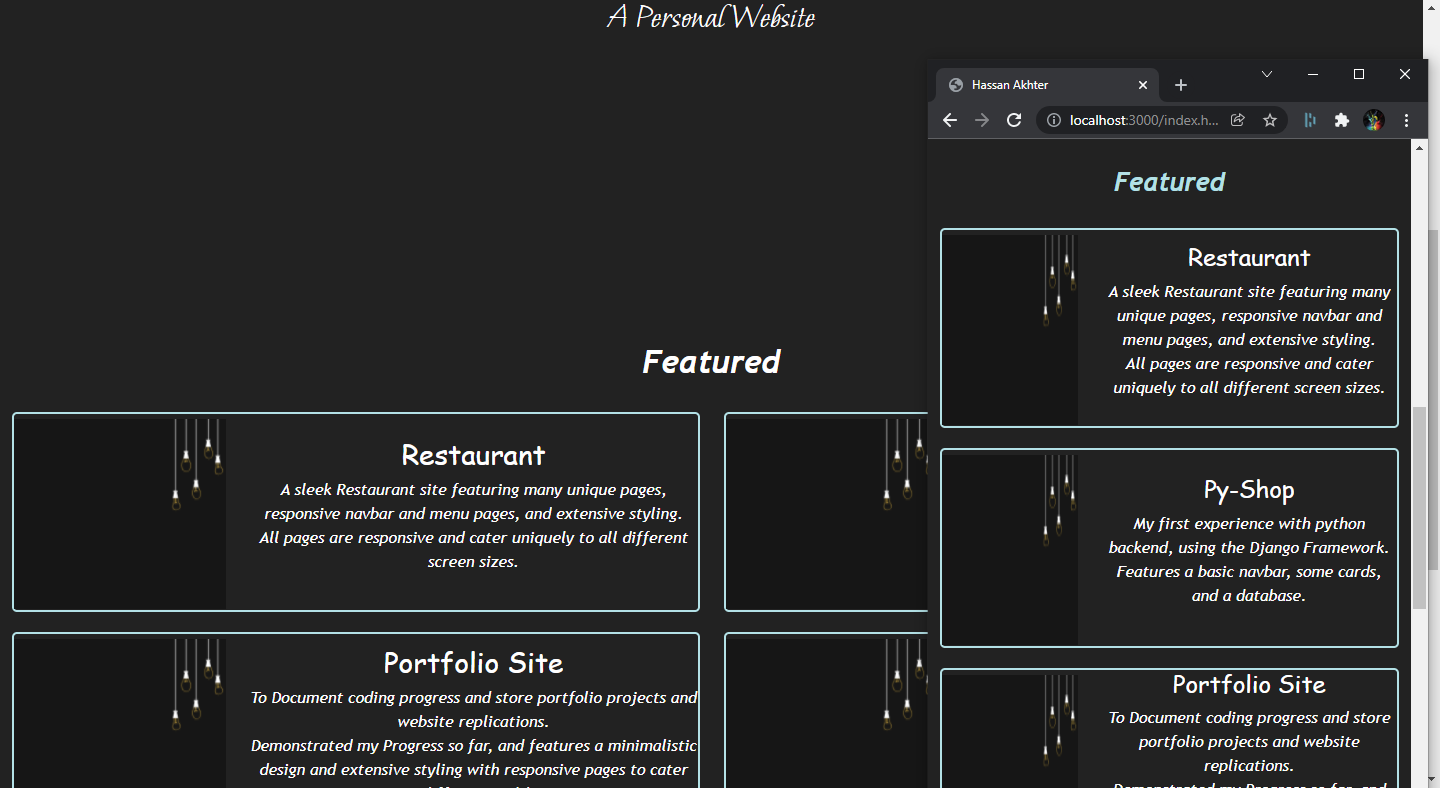 A Personal Website
Featured
Restaurant
A sleek Restaurant site featuring many unique pages,
responsive navbar and menu pages, and extensive styling.
All pages are responsive and cater uniquely to all different
screen sizes.
Portfolio Site
To Document coding progress and store portfolio projects and
website replications.
Demonstrated my Progress so far, and features a minimalistic
design and extensive styling with responsive pages to cater
Hassan Akhter
localhost:3000/index.h...
Featured
Restaurant
A sleek Restaurant site featuring many
unique pages, responsive navbar and
menu pages, and extensive styling.
All pages are responsive and cater
uniquely to all different screen sizes.
Py-Shop
My first experience with python
backend, using the Django Framework.
Features a basic navbar, some cards,
and a database.
Portfolio Site
To Document coding progress and store
portfolio projects and website
replications.
Demonstrated my Progress so far, and